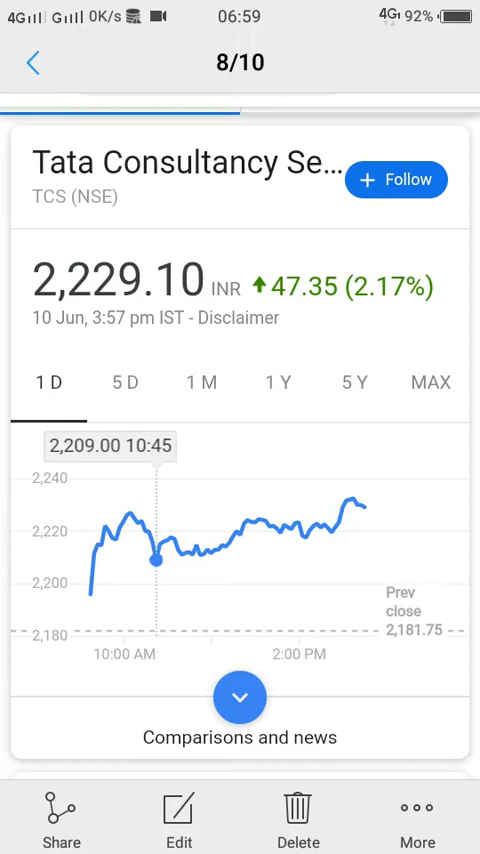 4G G 0K/s 06:59 4G 92%
8/10
Tata Consultancy Se...
+ Follow
TCS (NSE)
2,229.10 INR 47.35 (2.17%)
10 Jun, 3:57 pm IST - Disclaimer
1 D 5 D 1 M 1 Y 5 Y MAX
2,209.00 10:45
2,240
2,220
2,200
2,180
Prev
close
2,181.75
10:00 AM 2:00 PM
Comparisons and news
Share Edit Delete More